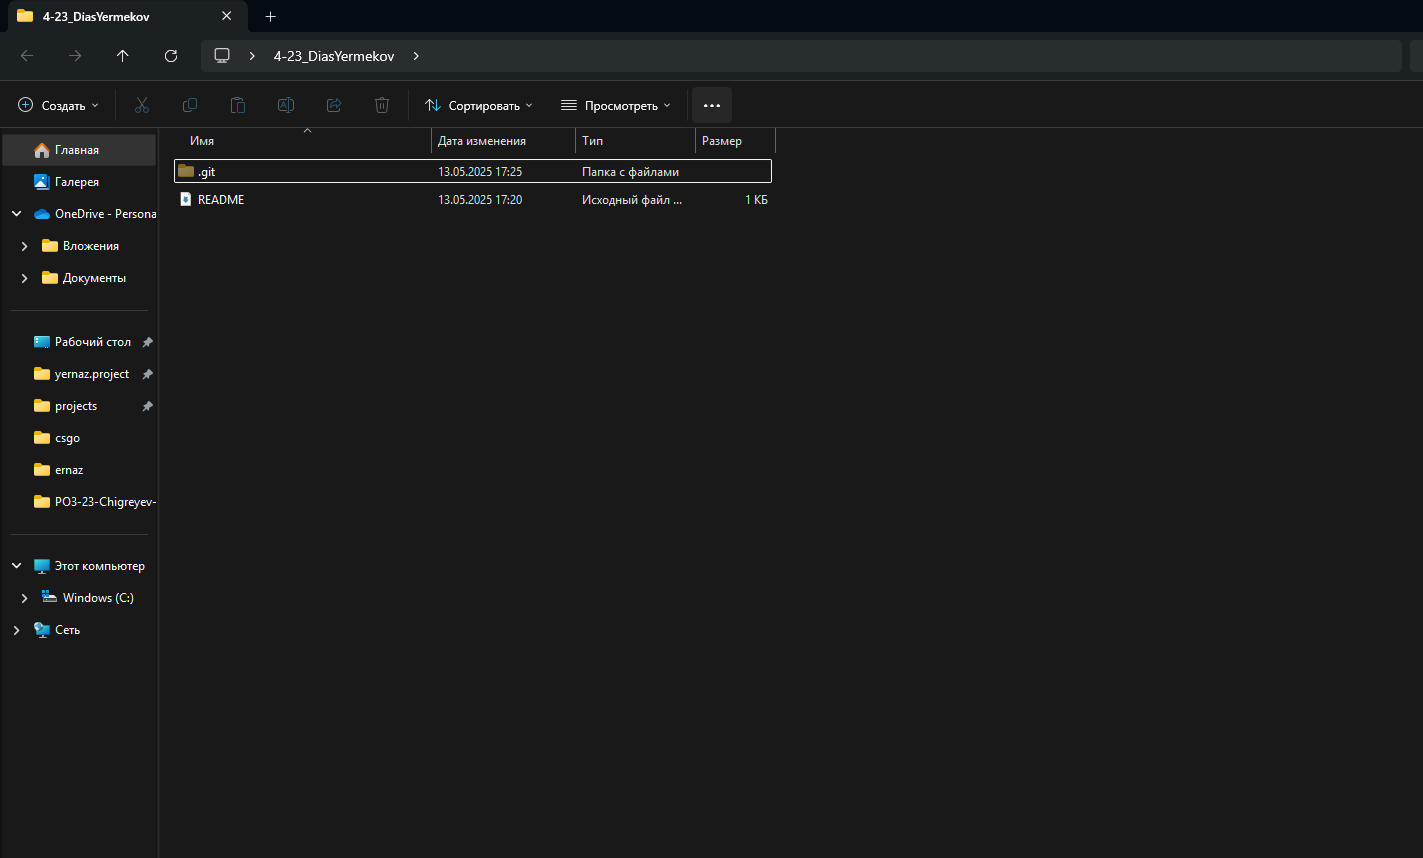 4-23_DiasYermekov
4-23_DiasYermekov
Создать
Сортировать
Просмотреть
Имя
Дата изменения
Тип
Размер
.git
13.05.2025 17:25
Папка с файлами
README
13.05.2025 17:20
Исходный файл ...
1 КБ
Главная
Галерея
OneDrive - Persona
Вложения
Документы
Рабочий стол
yernaz.project
projects
csgo
ernaz
PO3-23-Chigreyev-
Этот компьютер
Windows (C:)
Сеть